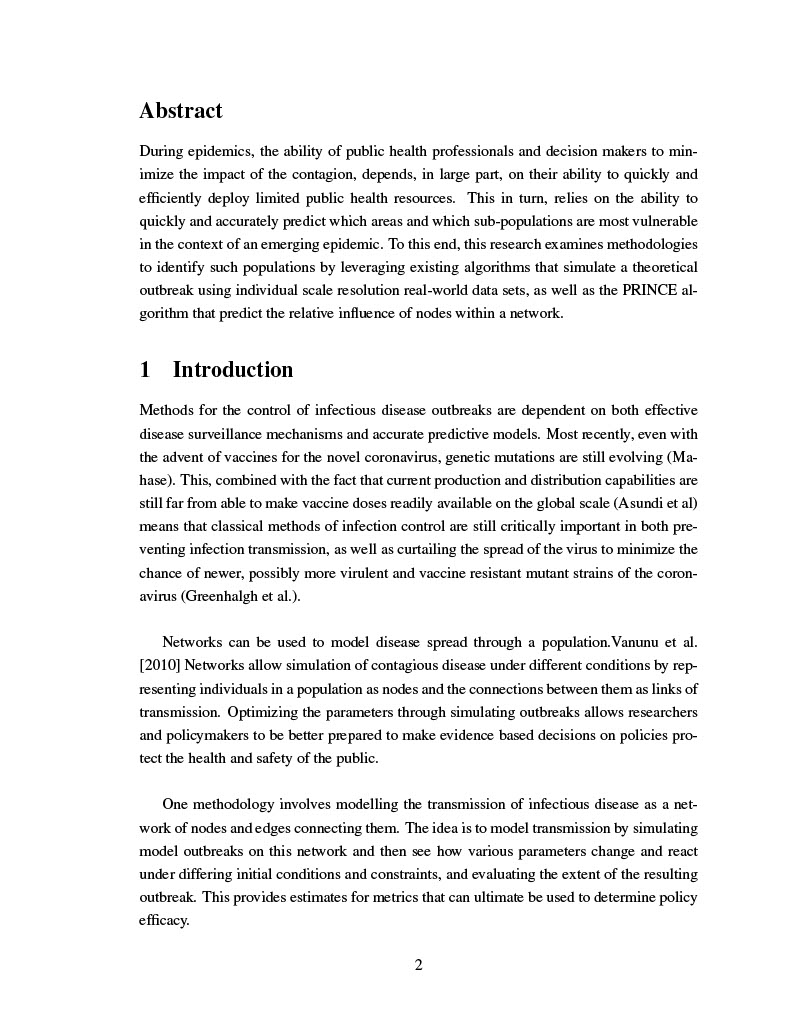 Abstract
During epidemics, the ability of public health professionals and decision makers to min-
imize the impact of the contagion, depends, in large part, on their ability to quickly and
efficiently deploy limited public health resources. This in turn, relies on the ability to
quickly and accurately predict which areas and which sub-populations are most vulnerable
in the context of an emerging epidemic. To this end, this research examines methodologies
to identify such populations by leveraging existing algorithms that simulate a theoretical
outbreak using individual scale resolution real-world data sets, as well as the PRINCE al-
gorithm that predict the relative influence of nodes within a network.
1 Introduction
Methods for the control of infectious disease outbreaks are dependent on both effective
disease surveillance mechanisms and accurate predictive models. Most recently, even with
the advent of vaccines for the novel coronavirus, genetic mutations are still evolving (Ma-
hase). This, combined with the fact that current production and distribution capabilities are
still far from able to make vaccine doses readily available on the global scale (Asundi et al)
means that classical methods of infection control are still critically important in both pre-
venting infection transmission, as well as curtailing the spread of the virus to minimize the
chance of newer, possibly more virulent and vaccine resistant mutant strains of the coron-
avirus (Greenhalgh et al.).
Networks can be used to model disease spread through a population.Vanunu et al.
[2010] Networks allow simulation of contagious disease under different conditions by rep-
resenting individuals in a population as nodes and the connections between them as links of
transmission. Optimizing the parameters through simulating outbreaks allows researchers
and policymakers to be better prepared to make evidence based decisions on policies pro-
tect the health and safety of the public.
One methodology involves modelling the transmission of infectious disease as a net-
work of nodes and edges connecting them. The idea is to model transmission by simulating
model outbreaks on this network and then see how various parameters change and react
under differing initial conditions and constraints, and evaluating the extent of the resulting
outbreak. This provides estimates for metrics that can ultimate be used to determine policy
efficacy.
2